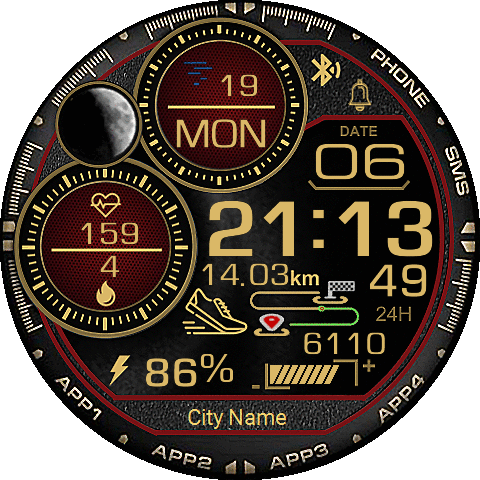 19
MON
PHONE
SMS
DATE
06
159
4
21:13
14.03km
49
24H
6110
86%
- +
City Name
APP1
APP2
APP3
APP4